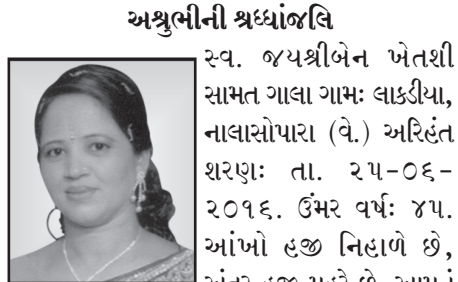 અશ્રુભીની શ્રધ્ધાંજલિ
સ્વ. જયશ્રીબેન ખેતશી
સામત ગાલા ગામઃ લાકડીયા,
નાલાસોપારા (વે.) અરિહંત
શરણઃ તા. ૨૫-૦૬-
૨૦૧૬. ઉંમર વર્ષઃ ૪૫.
આંખો હજી નિહાળે છે,